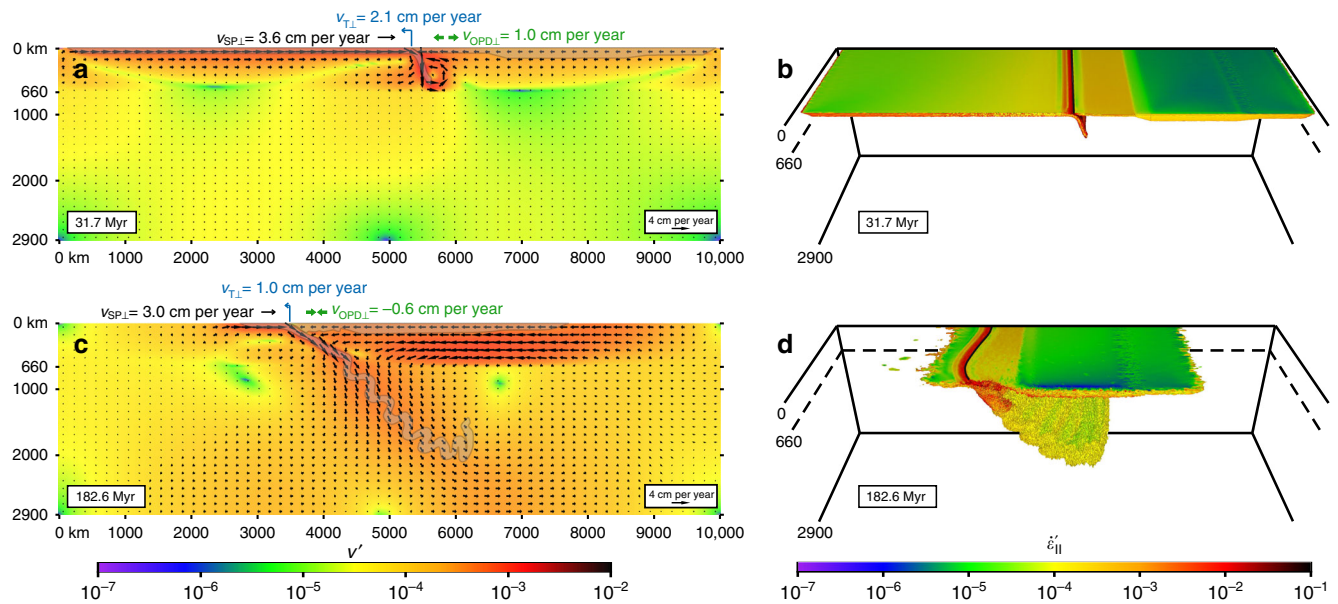 v_T⊥= 2.1 cm per year
v_SP⊥= 3.6 cm per year
v_OPD⊥= 1.0 cm per year
0 km
a
660
1000
2000
2900
31.7 Myr
4 cm per year
0 km 1000 2000 3000 4000 5000 6000 7000 8000 9000 10,000
b
0
660
2900
31.7 Myr
v_T⊥= 1.0 cm per year
v_SP⊥= 3.0 cm per year
v_OPD⊥= –0.6 cm per year
0 km
c
660
1000
2000
2900
182.6 Myr
4 cm per year
0 km 1000 2000 3000 4000 5000 6000 7000 8000 9000 10,000
d
0
660
2900
182.6 Myr
v′
10⁻⁷ 10⁻⁶ 10⁻⁵ 10⁻⁴ 10⁻³ 10⁻²
ε̇′_II
10⁻⁷ 10⁻⁶ 10⁻⁵ 10⁻⁴ 10⁻³ 10⁻² 10⁻¹